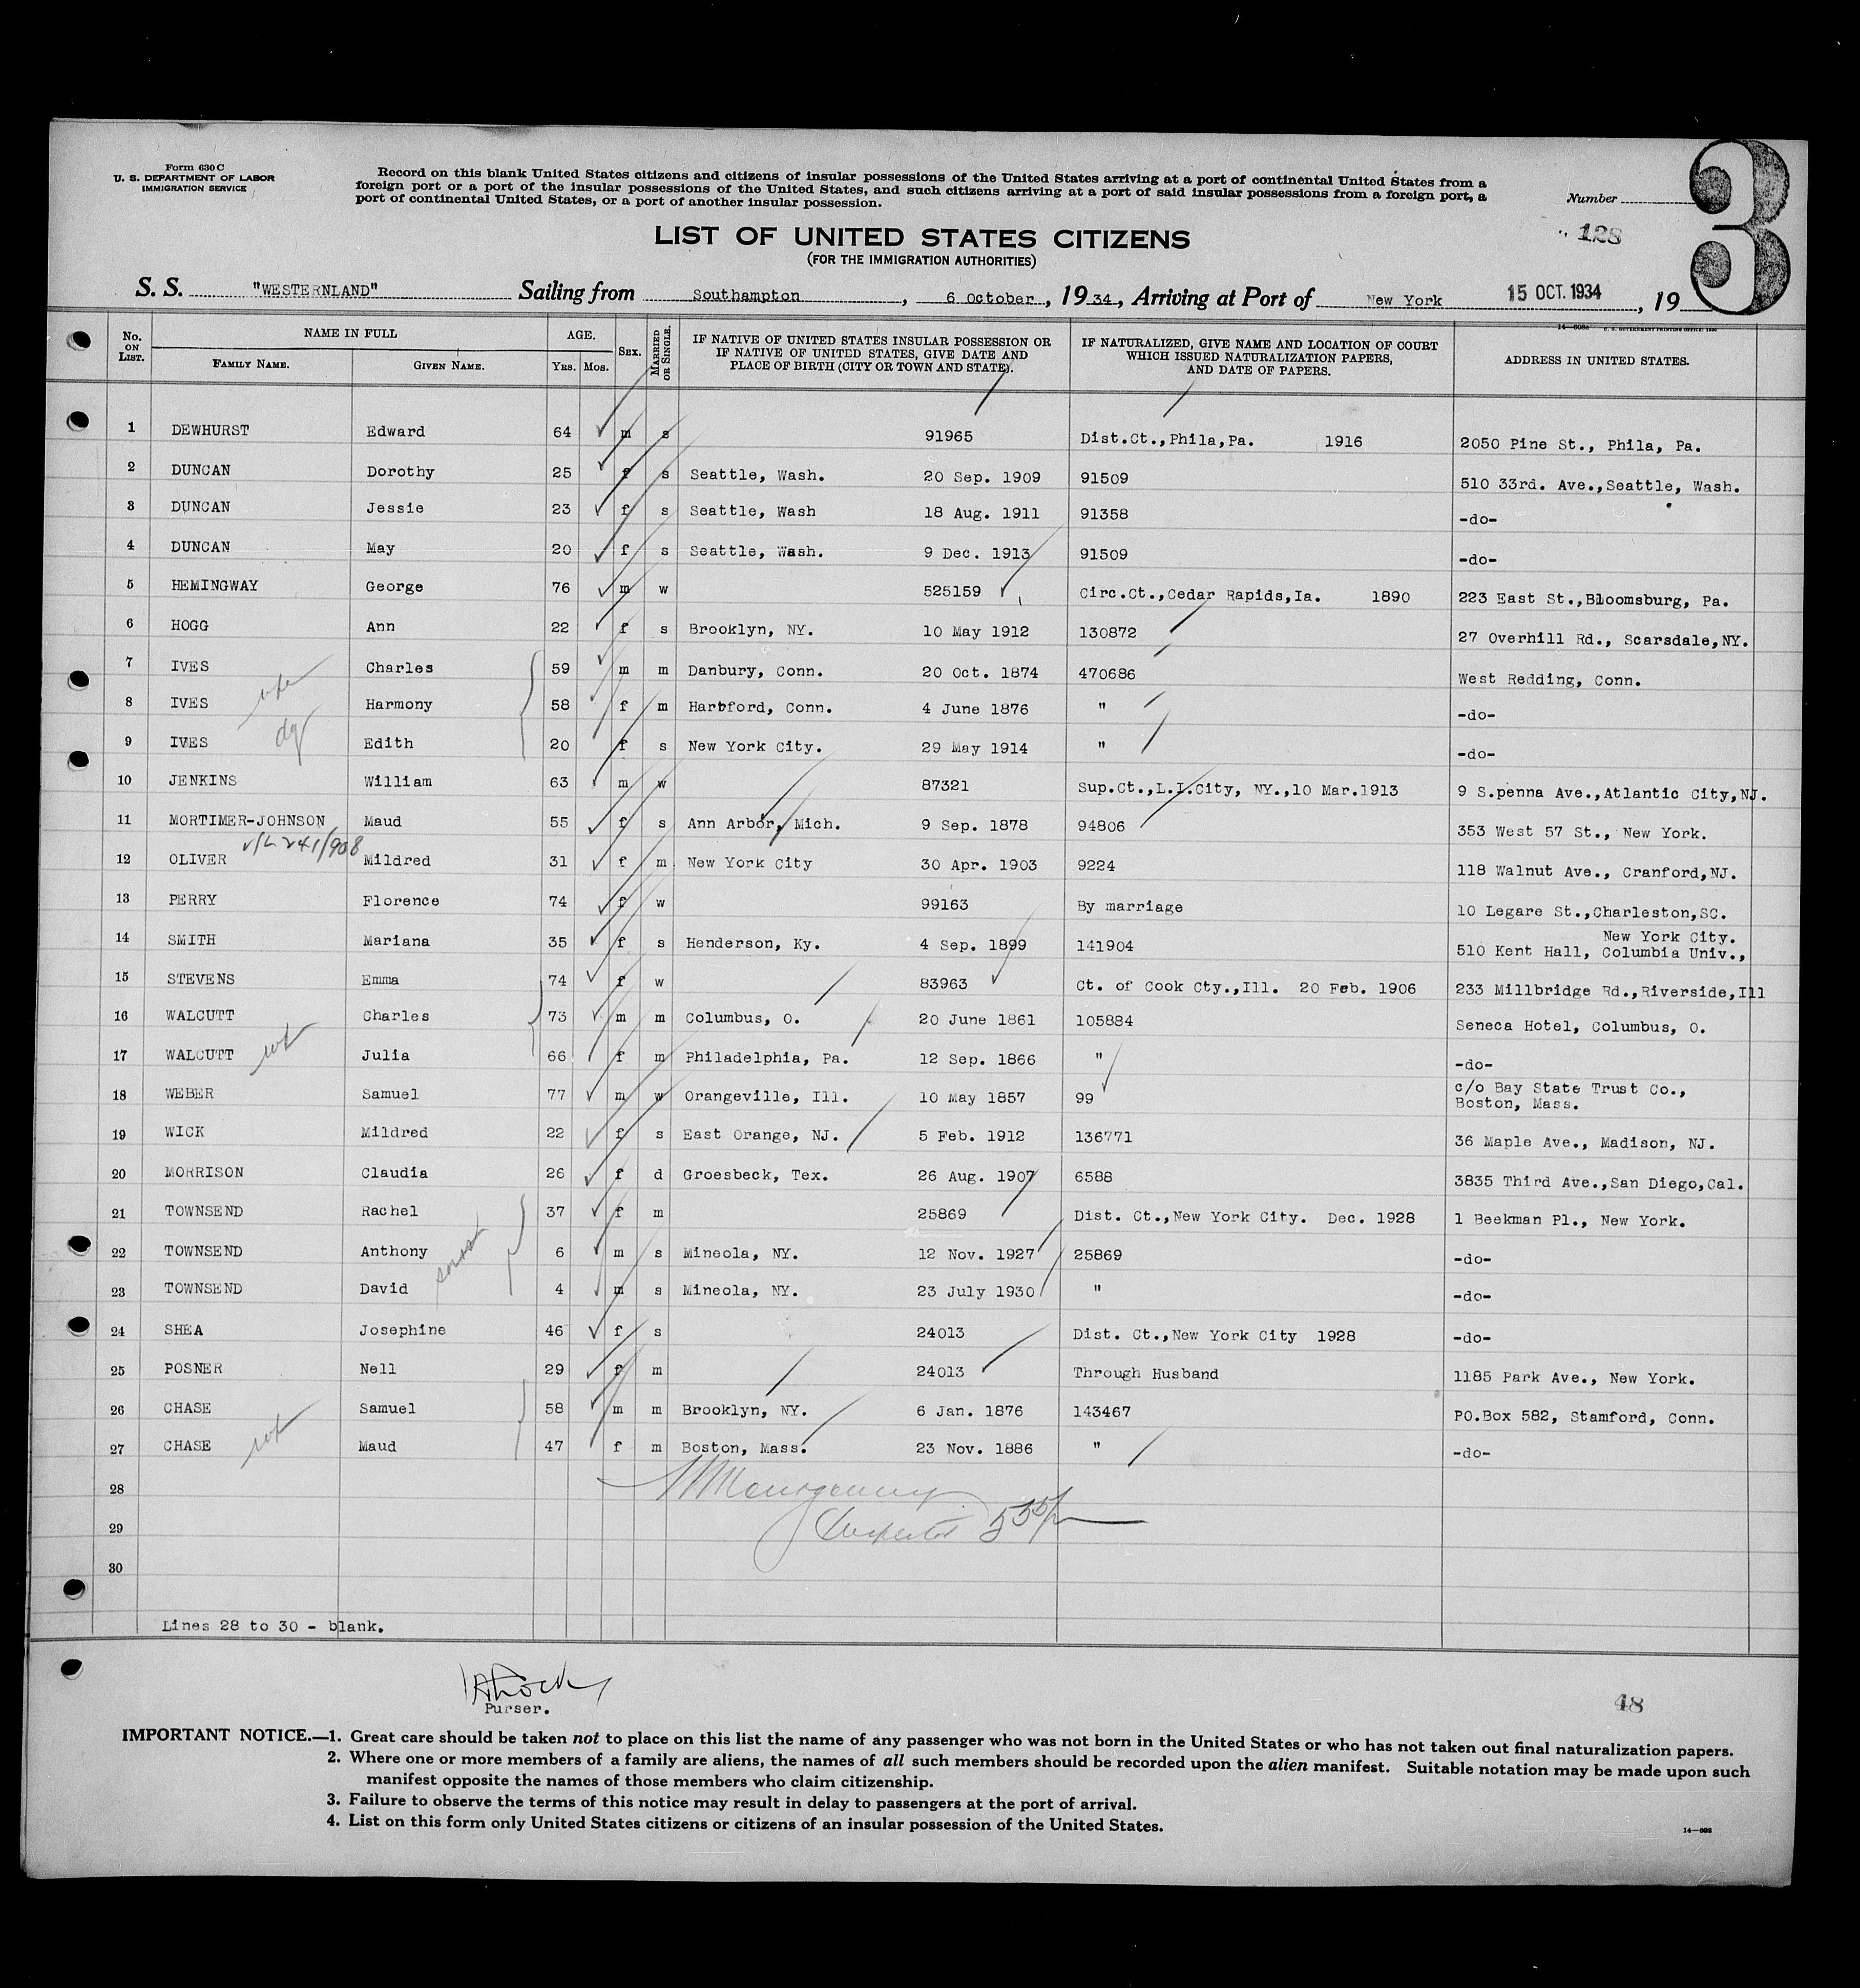 Form 630 C
U. S. DEPARTMENT OF LABOR
IMMIGRATION SERVICE
Record on this blank United States citizens and citizens of insular possessions of the United States arriving at a port of continental United States from a
foreign port or a port of the insular possessions of the United States, and such citizens arriving at a port of said insular possessions from a foreign port, a
port of continental United States, or a port of another insular possession.
Number
3
128
LIST OF UNITED STATES CITIZENS
(FOR THE IMMIGRATION AUTHORITIES)
S. S. "WESTERNLAND" Sailing from Southampton, 6 October, 1934, Arriving at Port of New York 15 OCT. 1934, 19
No. ON LIST. NAME IN FULL FAMILY NAME. GIVEN NAME. AGE. YRS. MOS. SEX. MARRIED OR SINGLE. IF NATIVE OF UNITED STATES INSULAR POSSESSION OR IF NATIVE OF UNITED STATES, GIVE DATE AND PLACE OF BIRTH (CITY OR TOWN AND STATE). IF NATURALIZED, GIVE NAME AND LOCATION OF COURT WHICH ISSUED NATURALIZATION PAPERS, AND DATE OF PAPERS. ADDRESS IN UNITED STATES.
1 DEWHURST Edward 64 m s 91965 Dist.Ct.,Phila,Pa. 1916 2050 Pine St., Phila, Pa.
2 DUNCAN Dorothy 25 f s Seattle, Wash. 20 Sep. 1909 91509 510 33rd. Ave.,Seattle, Wash.
3 DUNCAN Jessie 23 f s Seattle, Wash 18 Aug. 1911 91358 -do-
4 DUNCAN May 20 f s Seattle, Wash. 9 Dec. 1913 91509 -do-
5 HEMINGWAY George 76 m w 525159 Circ.Ct.,Cedar Rapids,Ia. 1890 223 East St.,Bloomsburg, Pa.
6 HOGG Ann 22 f s Brooklyn, NY. 10 May 1912 130872 27 Overhill Rd., Scarsdale,NY.
7 IVES Charles 59 m m Danbury, Conn. 20 Oct. 1874 470686 West Redding, Conn.
8 IVES Harmony 58 f m Hartford, Conn. 4 June 1876 " -do-
9 IVES Edith 20 f s New York City. 29 May 1914 " -do-
10 JENKINS William 63 m w 87321 Sup.Ct.,L.I.City, NY.,10 Mar.1913 9 S.penna Ave.,Atlantic City,NJ.
11 MORTIMER-JOHNSON Maud 55 f s Ann Arbor, Mich. 9 Sep. 1878 94806 353 West 57 St., New York.
12 OLIVER Mildred 31 f m New York City 30 Apr. 1903 9224 118 Walnut Ave., Cranford,NJ.
13 PERRY Florence 74 f w 99163 By marriage 10 Legare St.,Charleston,SC.
14 SMITH Mariana 35 f s Henderson, Ky. 4 Sep. 1899 141904 New York City. 510 Kent Hall, Columbia Univ.,
15 STEVENS Emma 74 f w 83963 Ct. of Cook Cty.,Ill. 20 Feb. 1906 233 Millbridge Rd.,Riverside,Ill
16 WALCUTT Charles 73 m m Columbus, O. 20 June 1861 105884 Seneca Hotel, Columbus, O.
17 WALCUTT Julia 66 f m Philadelphia, Pa. 12 Sep. 1866 " -do-
18 WEBER Samuel 77 m w Orangeville, Ill. 10 May 1857 99 c/o Bay State Trust Co., Boston, Mass.
19 WICK Mildred 22 f s East Orange, NJ. 5 Feb. 1912 136771 36 Maple Ave., Madison, NJ.
20 MORRISON Claudia 26 f d Groesbeck, Tex. 26 Aug. 1907 6588 3835 Third Ave.,San Diego,Cal.
21 TOWNSEND Rachel 37 f m 25869 Dist. Ct.,New York City. Dec. 1928 1 Beekman Pl., New York.
22 TOWNSEND Anthony 6 m s Mineola, NY. 12 Nov. 1927 25869 -do-
23 TOWNSEND David 4 m s Mineola, NY. 23 July 1930 " -do-
24 SHEA Josephine 46 f s 24013 Dist. Ct.,New York City 1928 -do-
25 POSNER Nell 29 f m 24013 Through Husband 1185 Park Ave., New York.
26 CHASE Samuel 58 m m Brooklyn, NY. 6 Jan. 1876 143467 PO.Box 582, Stamford, Conn.
27 CHASE Maud 47 f m Boston, Mass. 23 Nov. 1886 " -do-
28 Montgomery
29 Inspector
30
Lines 28 to 30 - blank.
Purser.
48
IMPORTANT NOTICE.—1. Great care should be taken not to place on this list the name of any passenger who was not born in the United States or who has not taken out final naturalization papers.
2. Where one or more members of a family are aliens, the names of all such members should be recorded upon the alien manifest. Suitable notation may be made upon such
manifest opposite the names of those members who claim citizenship.
3. Failure to observe the terms of this notice may result in delay to passengers at the port of arrival.
4. List on this form only United States citizens or citizens of an insular possession of the United States.